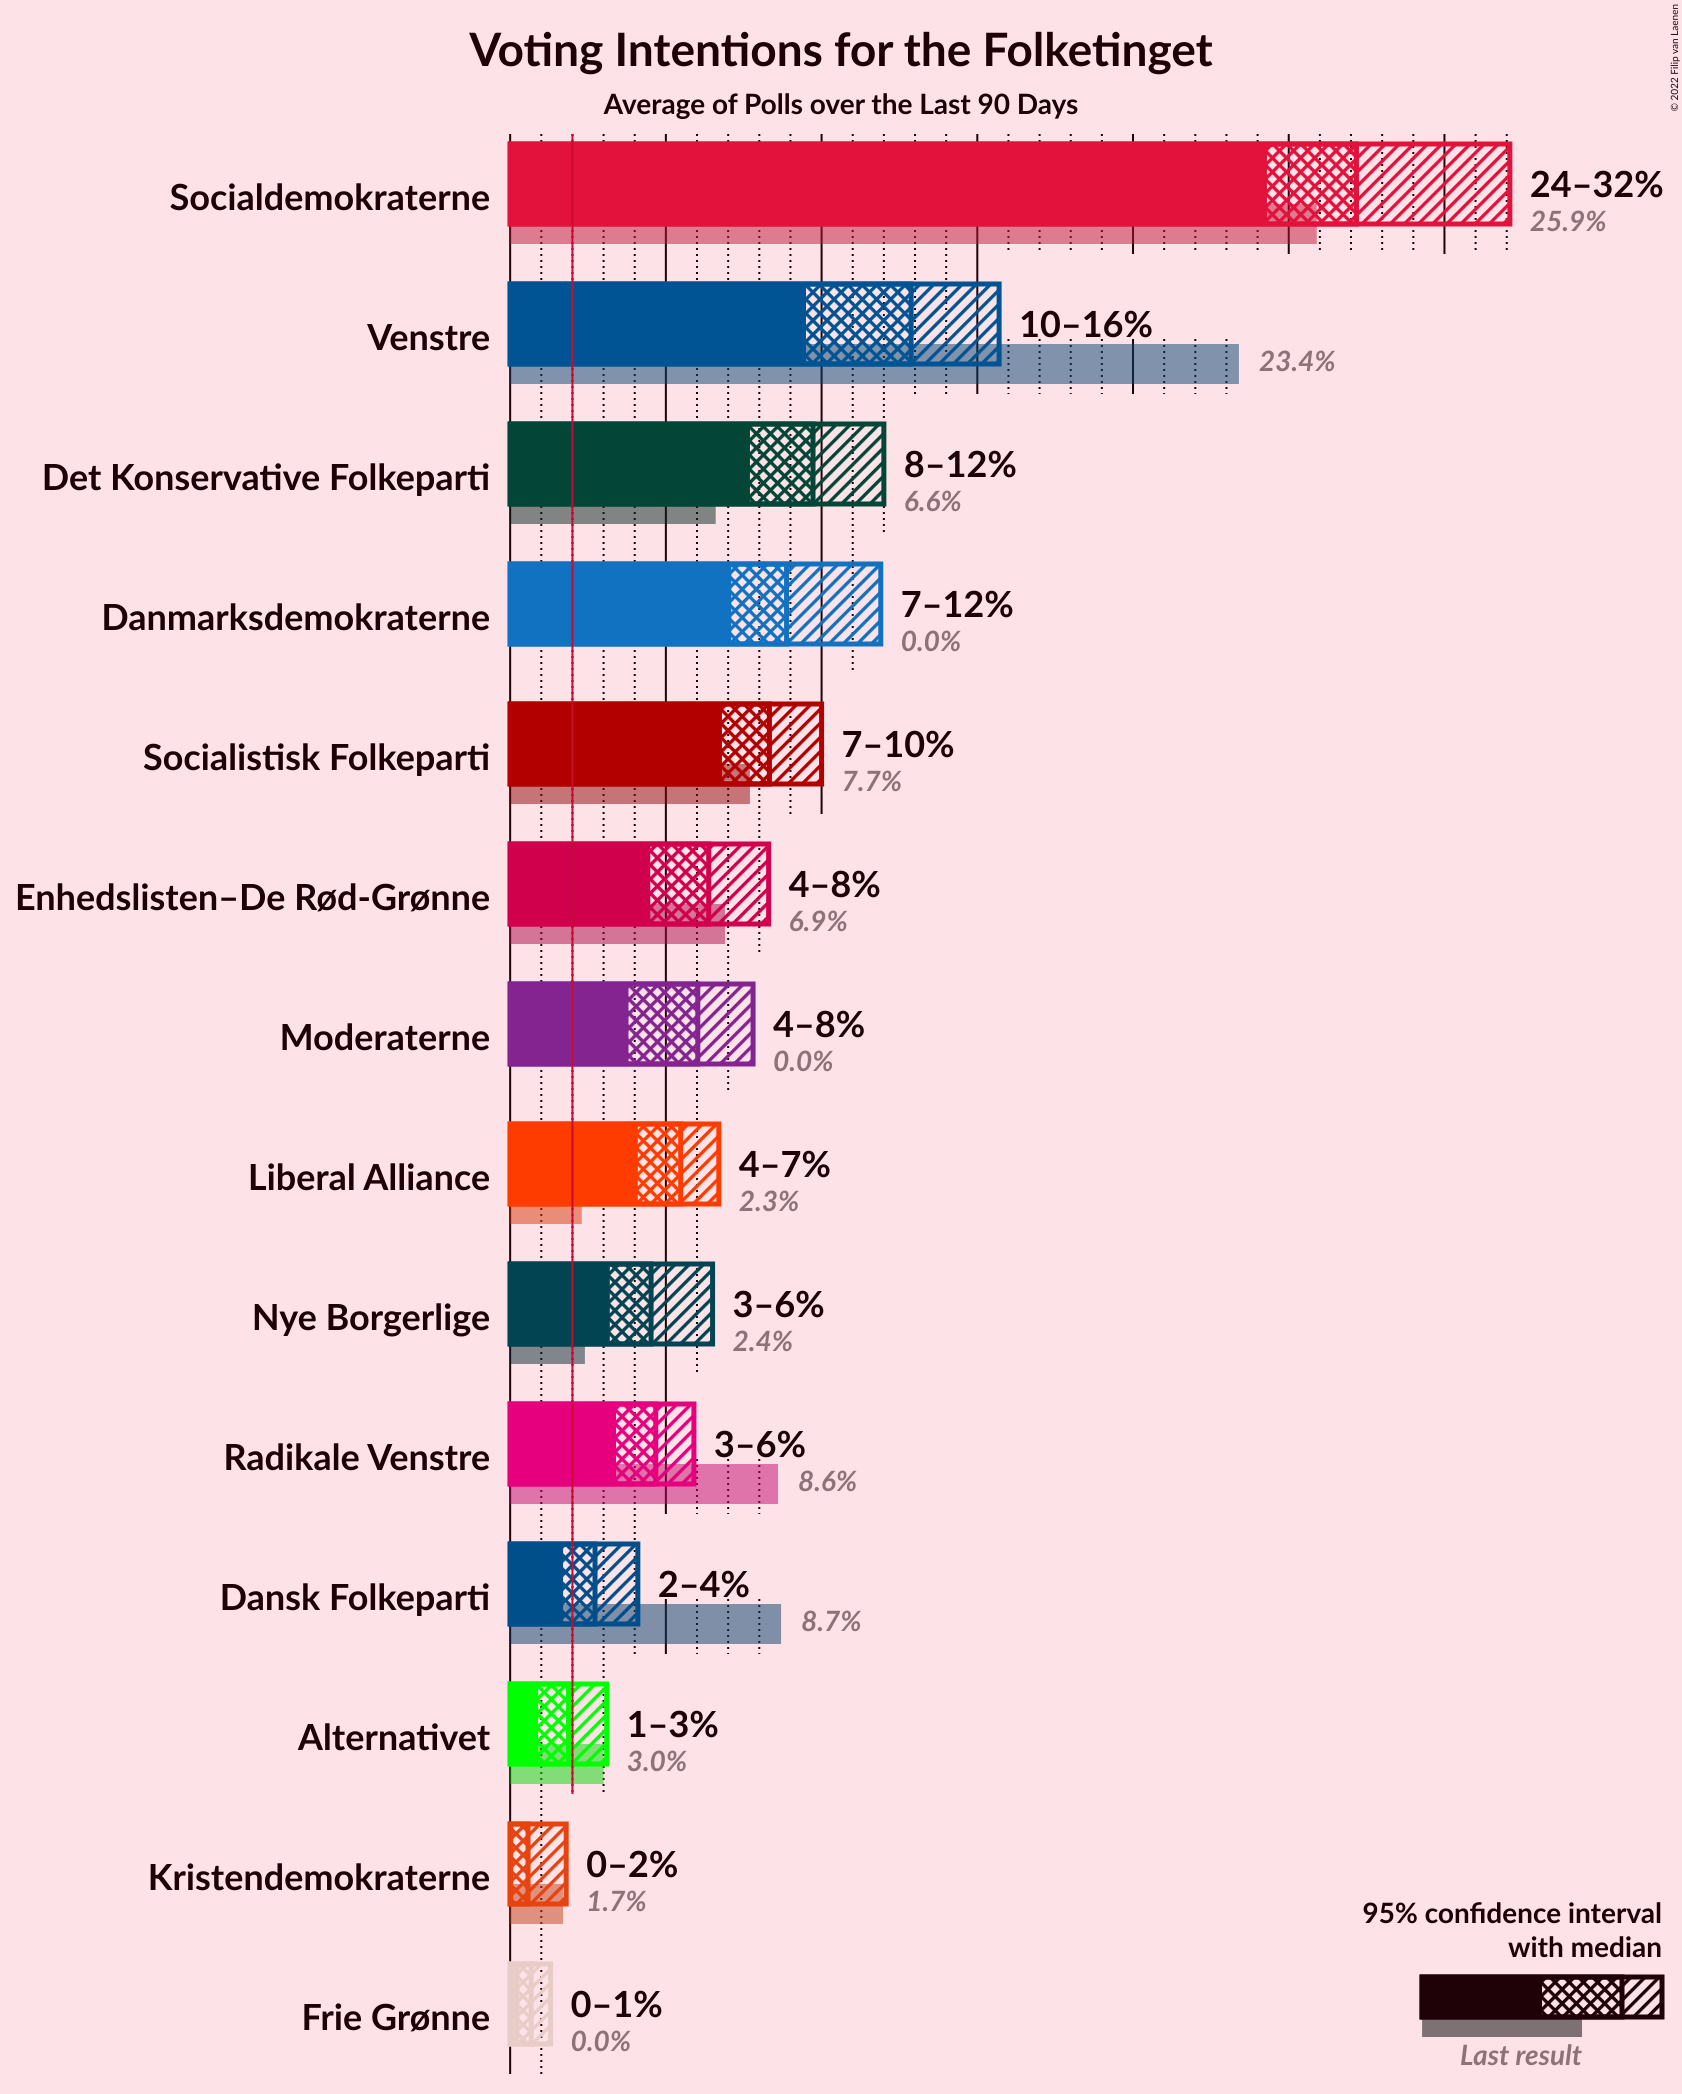 © 2022 Filip van Laenen
Voting Intentions for the Folketinget
Average of Polls over the Last 90 Days
Socialdemokraterne
24–32%
25.9%
Venstre
10–16%
23.4%
Det Konservative Folkeparti
8–12%
6.6%
Danmarksdemokraterne
7–12%
0.0%
Socialistisk Folkeparti
7–10%
7.7%
Enhedslisten–De Rød-Grønne
4–8%
6.9%
Moderaterne
4–8%
0.0%
Liberal Alliance
4–7%
2.3%
Nye Borgerlige
3–6%
2.4%
Radikale Venstre
3–6%
8.6%
Dansk Folkeparti
2–4%
8.7%
Alternativet
1–3%
3.0%
Kristendemokraterne
0–2%
1.7%
Frie Grønne
0–1%
0.0%
95% confidence interval
with median
Last result